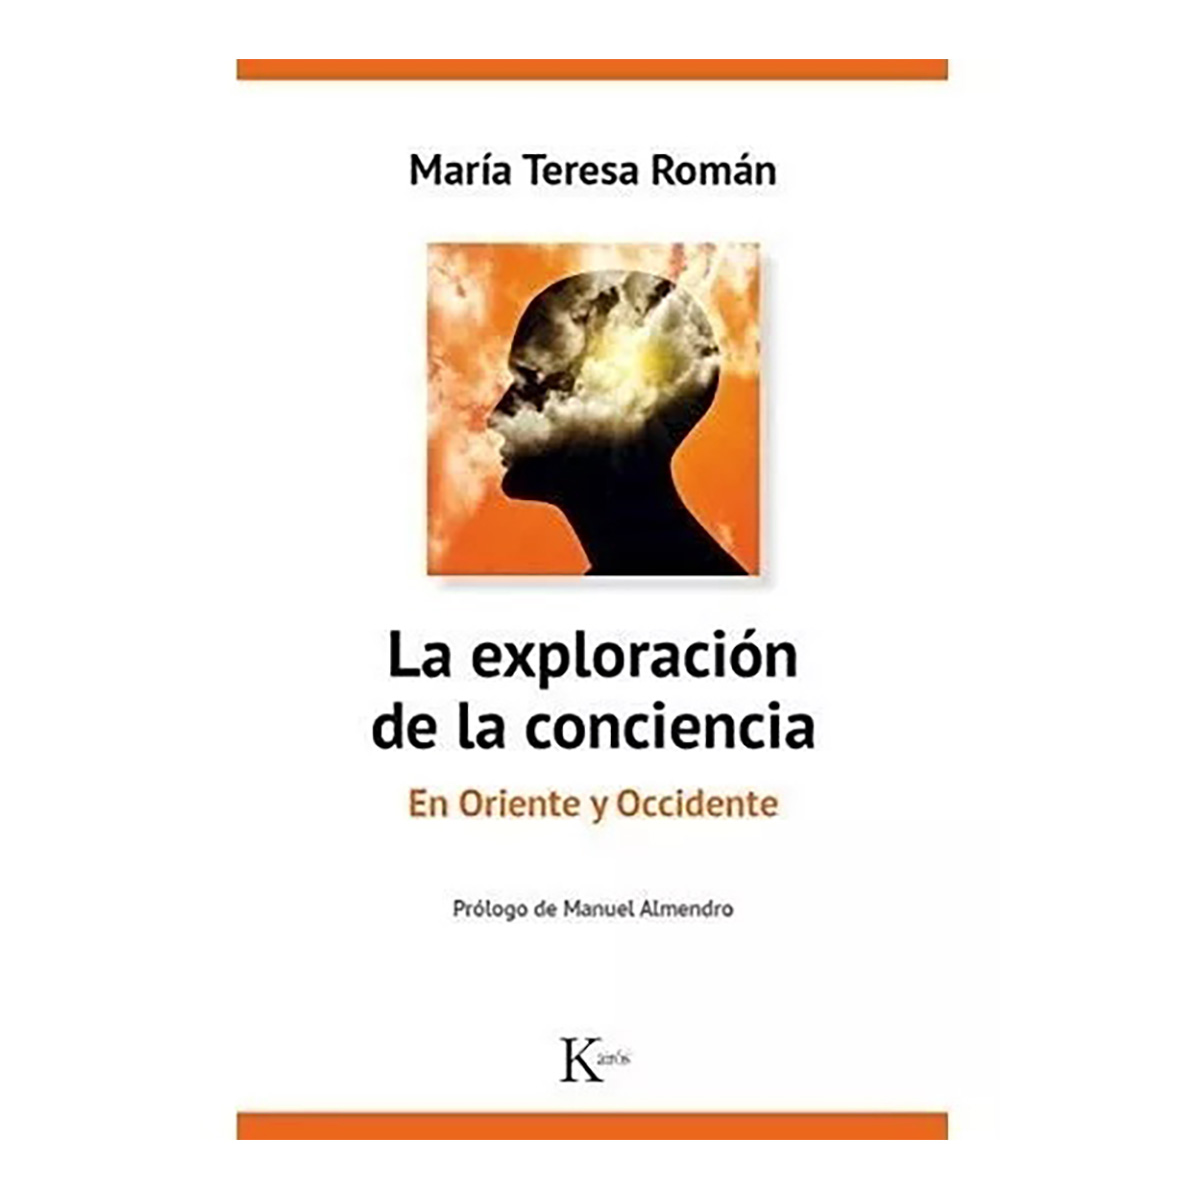 María Teresa Román
La exploración
de la conciencia
En Oriente y Occidente
Prólogo de Manuel Almendro
Kairós